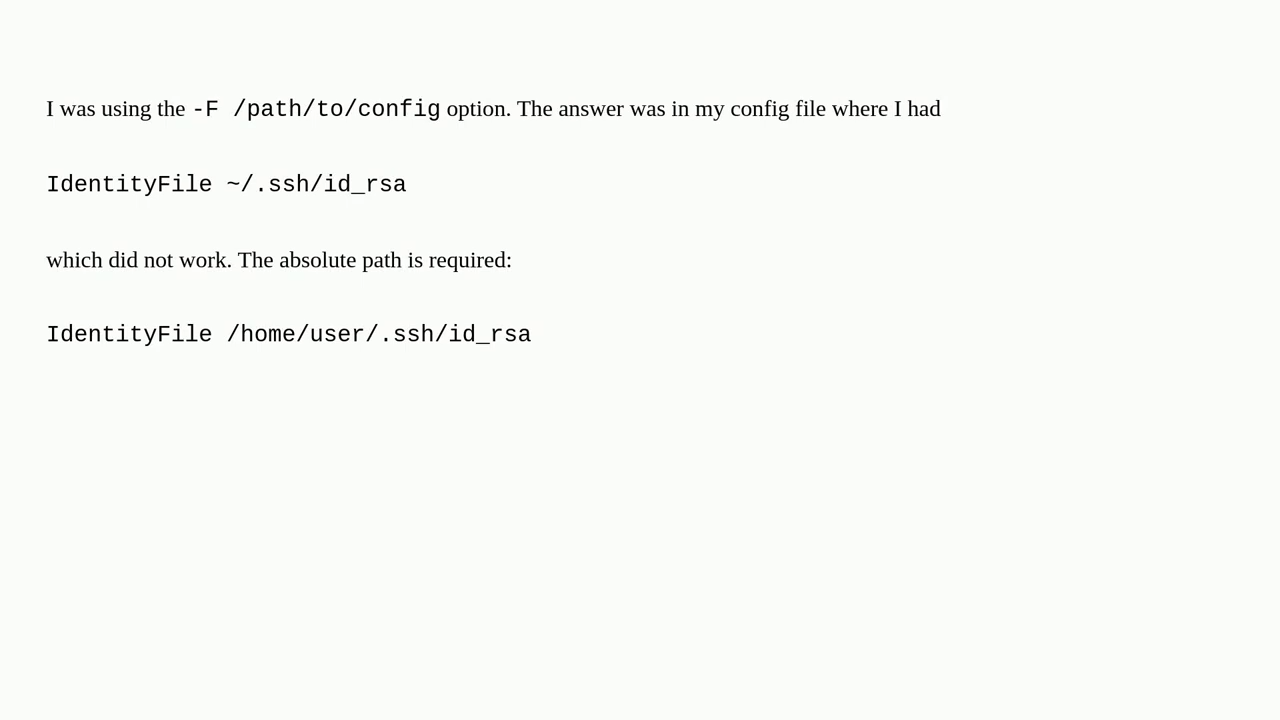 I was using the -F /path/to/config option. The answer was in my config file where I had
IdentityFile ~/.ssh/id_rsa
which did not work. The absolute path is required:
IdentityFile /home/user/.ssh/id_rsa